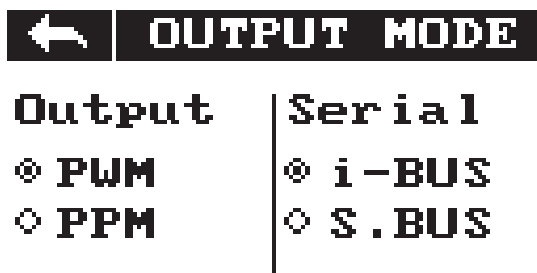 OUTPUT MODE
Output
PWM
PPM
Serial
i-BUS
S.BUS